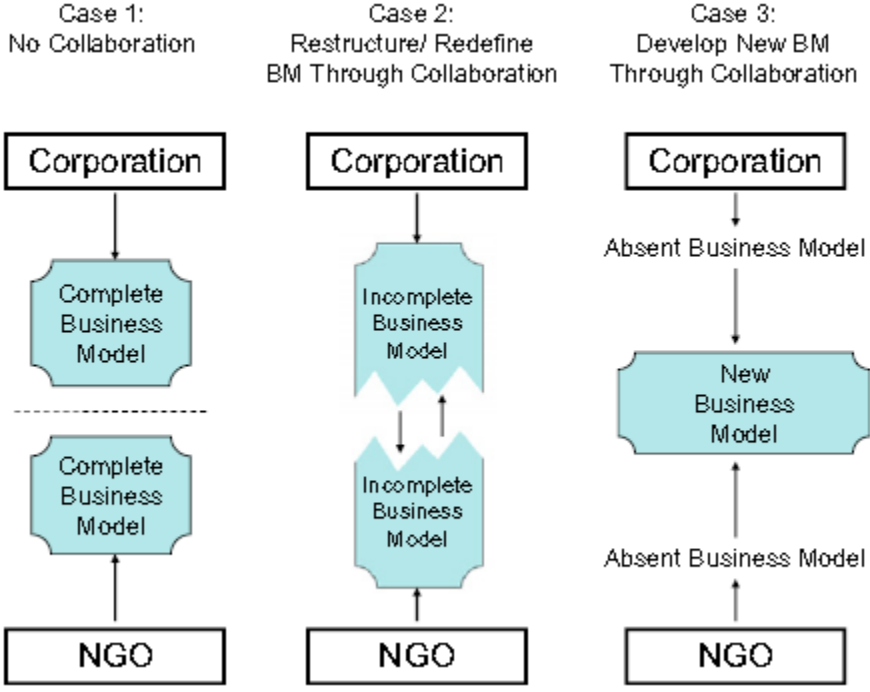 Case 1:
No Collaboration
Corporation
Complete
Business
Model
Complete
Business
Model
NGO
Case 2:
Restructure/ Redefine
BM Through Collaboration
Corporation
Incomplete
Business
Model
Incomplete
Business
Model
NGO
Case 3:
Develop New BM
Through Collaboration
Corporation
Absent Business Model
New
Business
Model
Absent Business Model
NGO